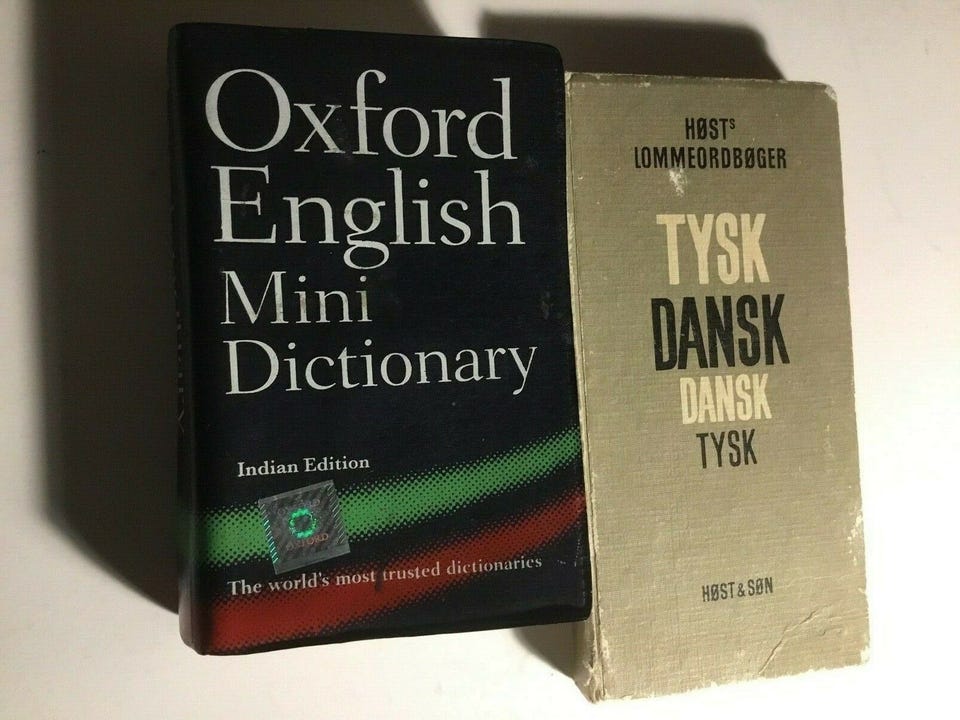 Oxford
English
Mini
Dictionary
Indian Edition
OXFORD
The world's most trusted dictionaries
HØSTS
LOMMEORDBØGER
TYSK
DANSK
DANSK
TYSK
HØST & SØN